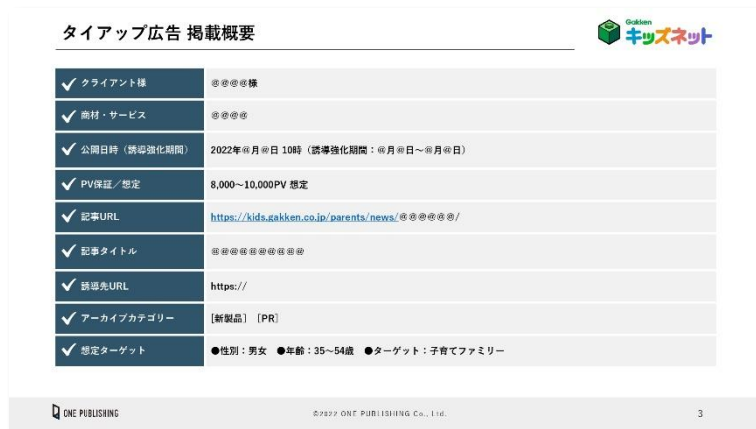 タイアップ広告 掲載概要
Gakken
キッズネット
クライアント様 @@@@様
商材・サービス @@@@
公開日時（誘導強化期間） 2022年@月@日 10時（誘導強化期間：@月@日～@月@日）
PV保証／想定 8,000～10,000PV 想定
記事URL https://kids.gakken.co.jp/parents/news/@@@@@@/
記事タイトル @@@@@@@@@@
誘導先URL https://
アーカイブカテゴリー [新製品] [PR]
想定ターゲット ●性別：男女 ●年齢：35～54歳 ●ターゲット：子育てファミリー
ONE PUBLISHING
©2022 ONE PUBLISHING Co., Ltd.
3